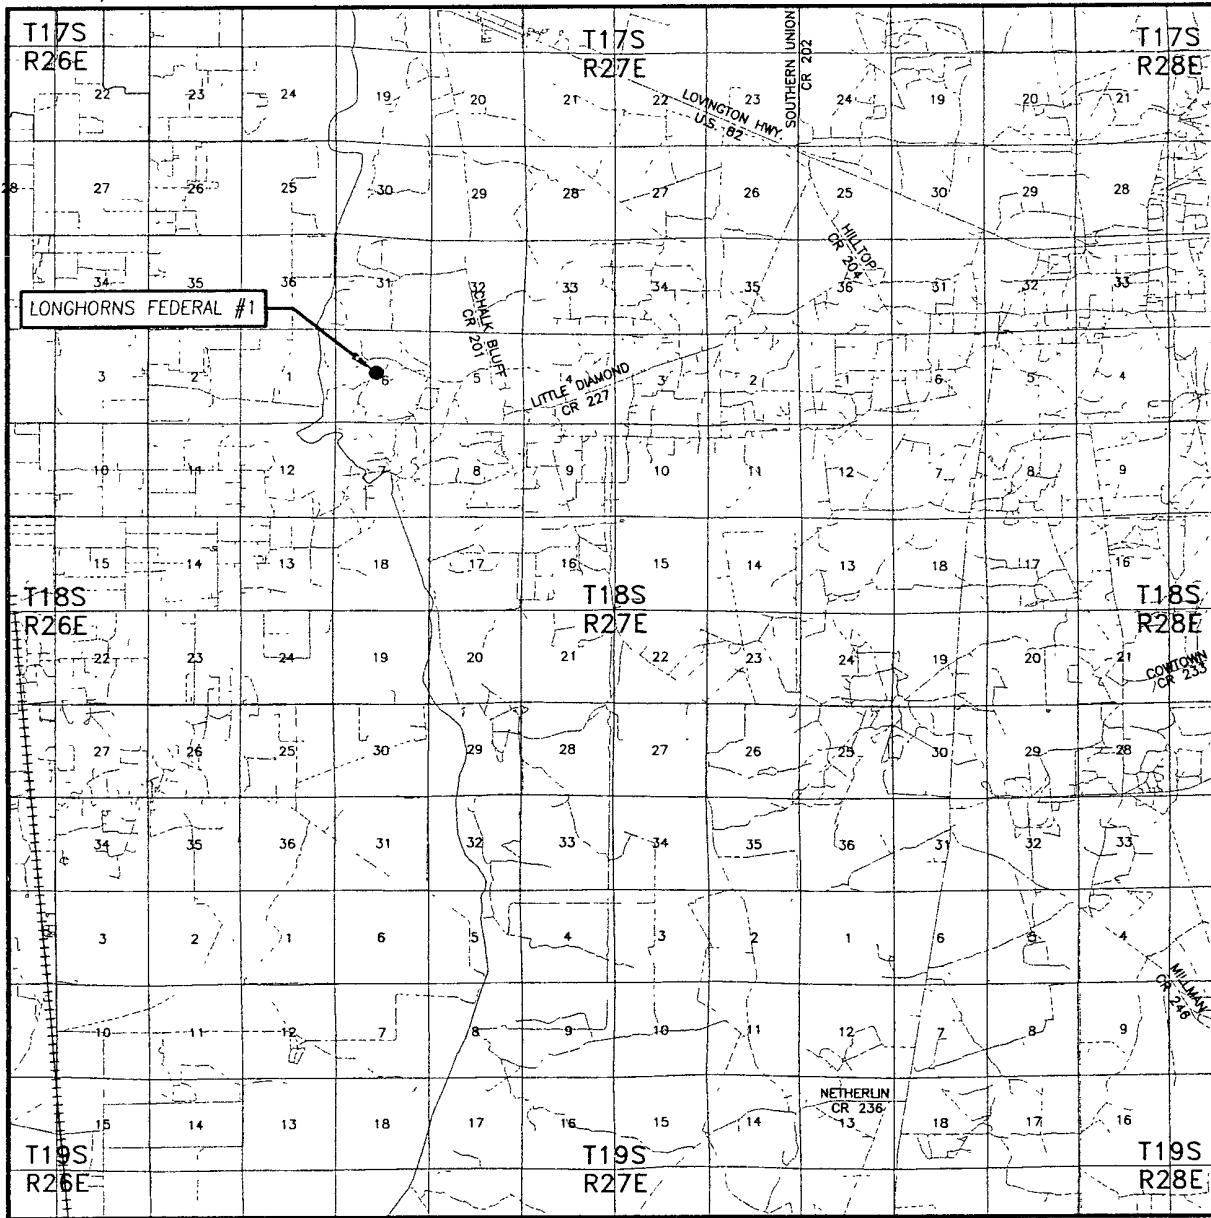 T17S T17S T17S
R26E R27E R28E
SOUTHERN UNION
CR 202
22 23 24 19 20 21 22 23 24 19 20 21
LOVINGTON HWY
U.S. 82
28 27 26 25 30 29 28 27 26 25 30 29 28
HILLTOP
CR 204
34 35 36 31 33 34 35 36 31 32 33
LONGHORNS FEDERAL #1
SCHALK BLUFF
CR 201
3 2 1 6 5 4 3 2 1 6 5 4
LITTLE DIAMOND
CR 227
10 11 12 7 8 9 10 11 12 7 8 9
15 14 13 18 17 16 15 14 13 18 17 16
T18S T18S T18S
R26E R27E R28E
22 23 24 19 20 21 22 23 24 19 20 21
COWTOWN
CR 233
27 26 25 30 29 28 27 26 25 30 29 28
34 35 36 31 32 33 34 35 36 31 32 33
3 2 1 6 5 4 3 2 1 6 5 4
MILLMAN
CR 246
10 11 12 7 8 9 10 11 12 7 8 9
NETHERLIN
CR 236
15 14 13 18 17 16 15 14 13 18 17 16
T19S T19S T19S
R26E R27E R28E